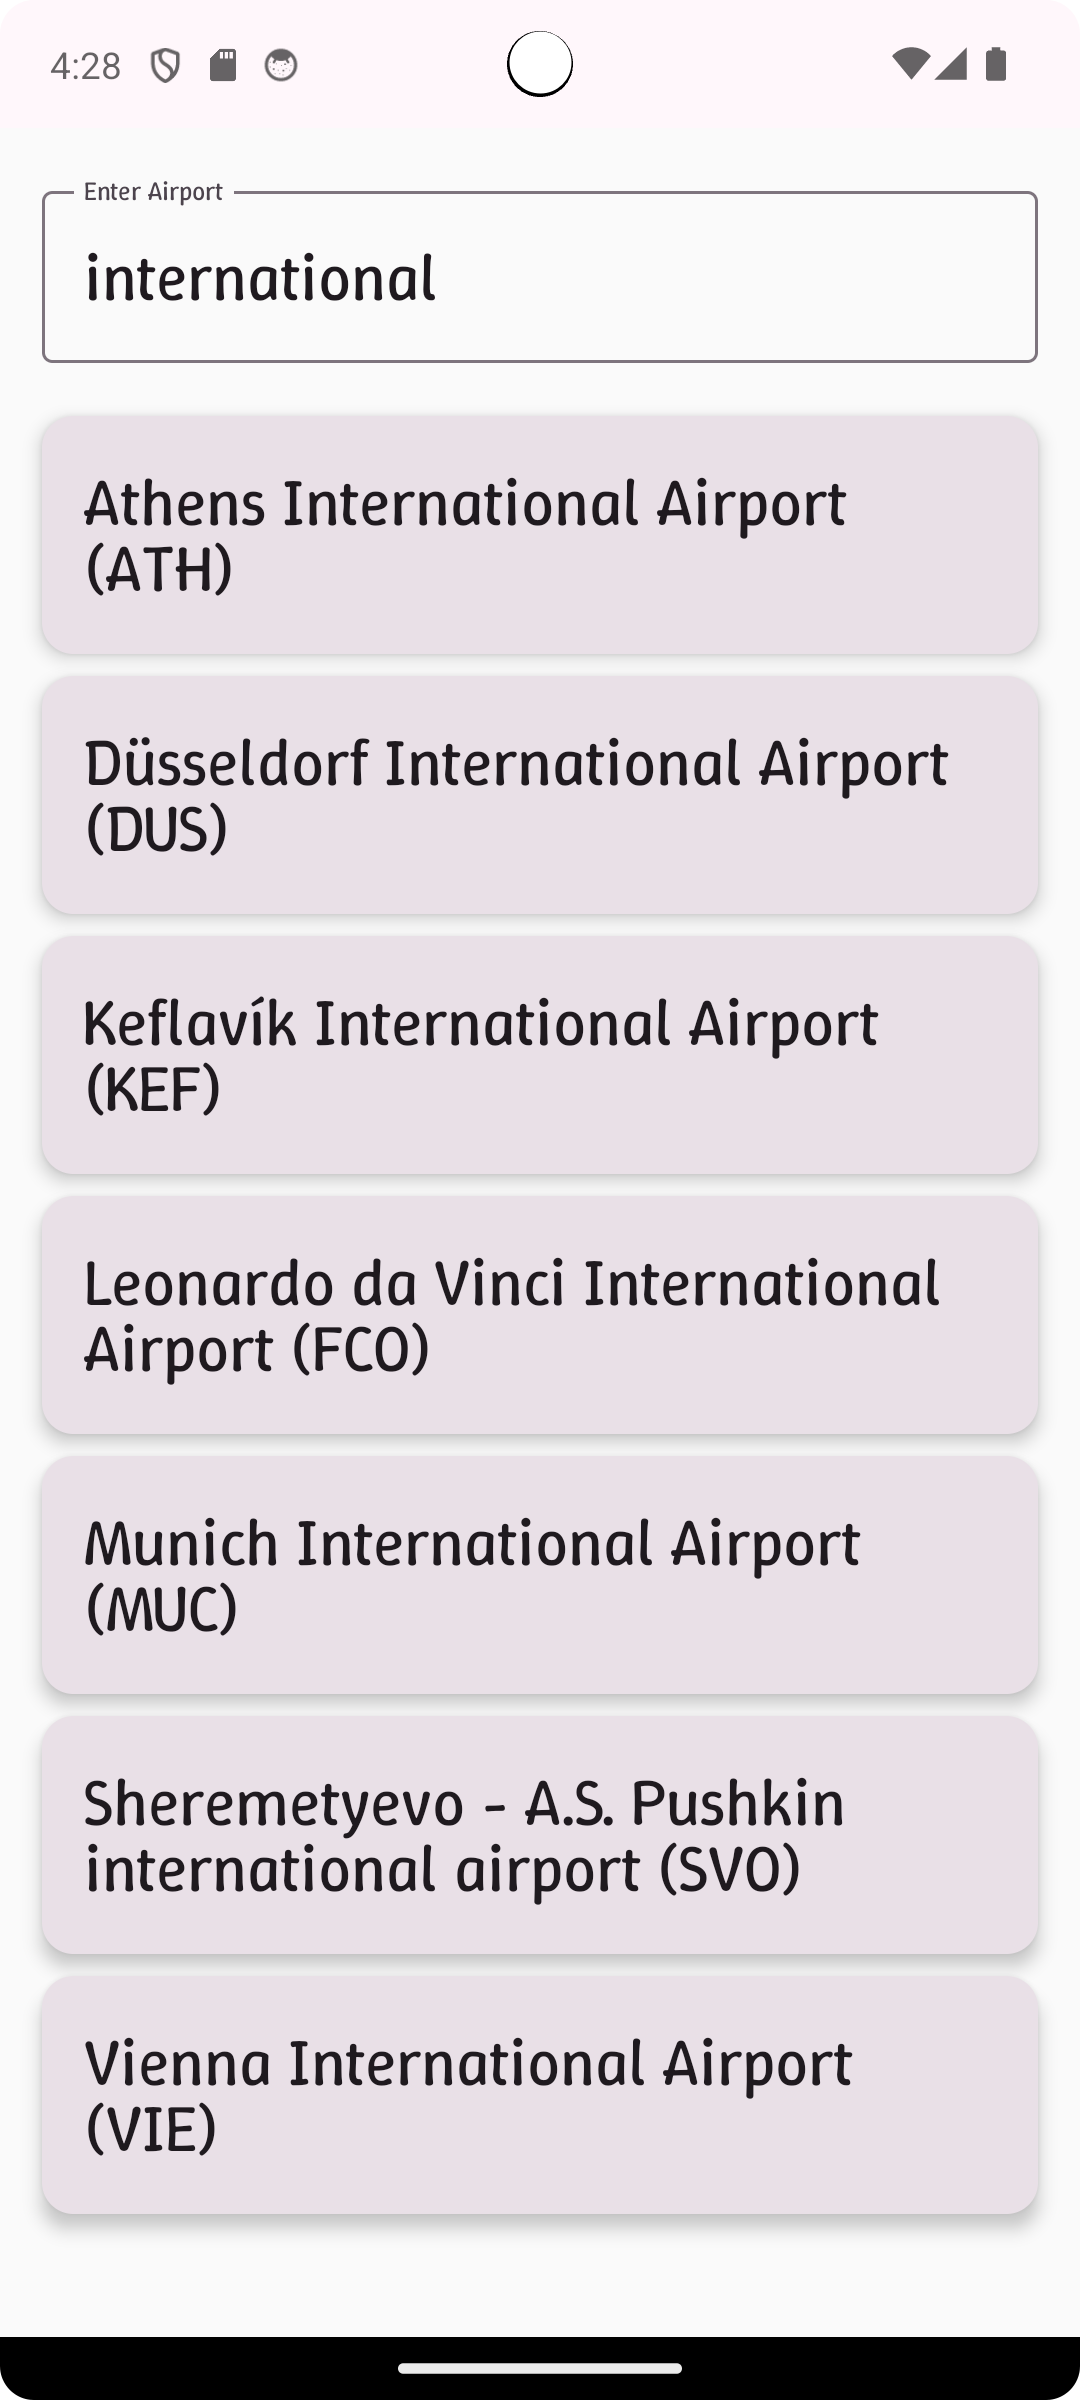 4:28
Enter Airport
international
Athens International Airport
(ATH)
Düsseldorf International Airport
(DUS)
Keflavík International Airport
(KEF)
Leonardo da Vinci International
Airport (FCO)
Munich International Airport
(MUC)
Sheremetyevo - A.S. Pushkin
international airport (SVO)
Vienna International Airport
(VIE)